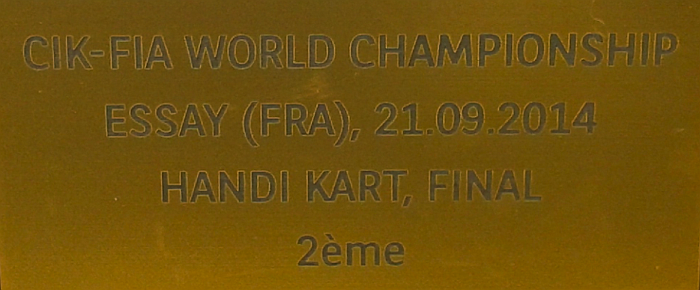 CIK-FIA WORLD CHAMPIONSHIP
ESSAY (FRA), 21.09.2014
HANDI KART, FINAL
2ème